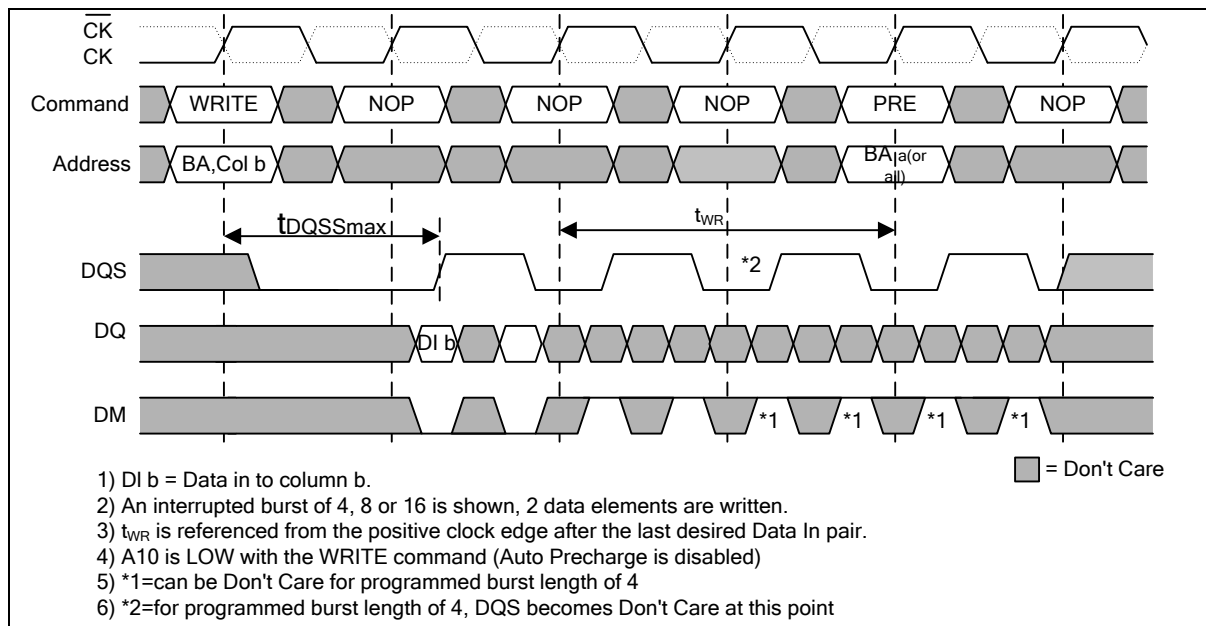 CK
CK
Command WRITE NOP NOP NOP PRE NOP
Address BA,Col b BA a(or all)
tDQSSmax tWR
DQS *2
DQ DI b
DM *1 *1 *1 *1
= Don't Care
1) DI b = Data in to column b.
2) An interrupted burst of 4, 8 or 16 is shown, 2 data elements are written.
3) tWR is referenced from the positive clock edge after the last desired Data In pair.
4) A10 is LOW with the WRITE command (Auto Precharge is disabled)
5) *1=can be Don't Care for programmed burst length of 4
6) *2=for programmed burst length of 4, DQS becomes Don't Care at this point